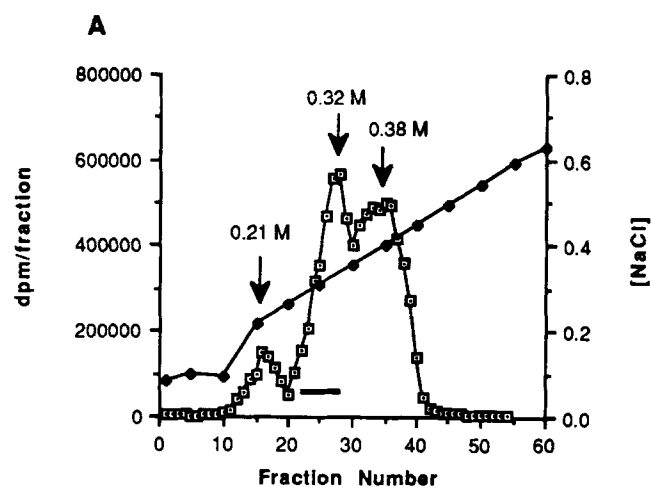 A
800000
600000
400000
200000
0
dpm/fraction
0.32 M
0.38 M
0.21 M
0.8
0.6
0.4
0.2
0.0
[NaCl]
0 10 20 30 40 50 60
Fraction Number